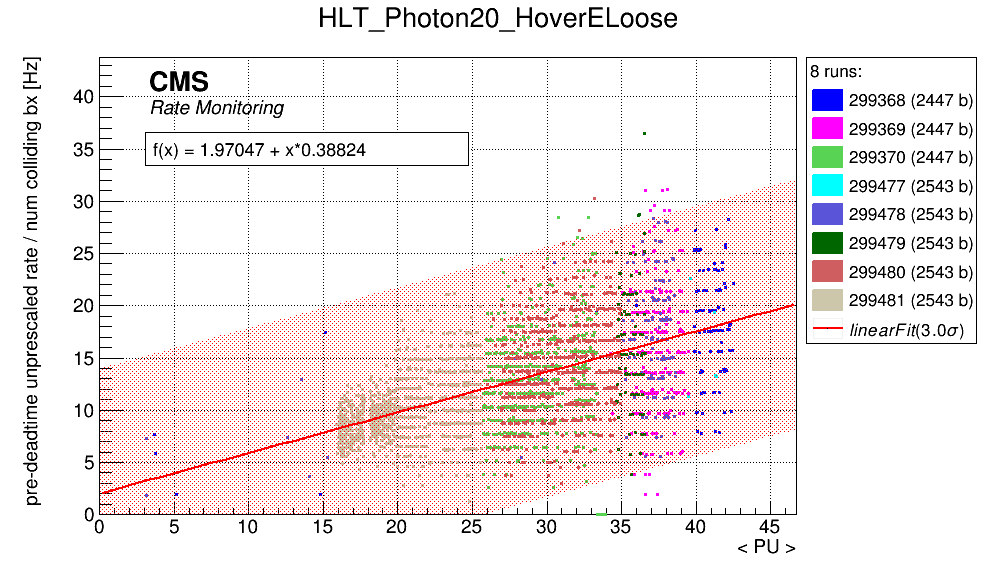 HLT_Photon20_HoverELoose
pre-deadtime unprescaled rate / num colliding bx [Hz]
CMS
Rate Monitoring
f(x) = 1.97047 + x*0.38824
40
35
30
25
20
15
10
5
0
0 5 10 15 20 25 30 35 40 45
< PU >
8 runs:
299368 (2447 b)
299369 (2447 b)
299370 (2447 b)
299477 (2543 b)
299478 (2543 b)
299479 (2543 b)
299480 (2543 b)
299481 (2543 b)
linearFit(3.0σ)